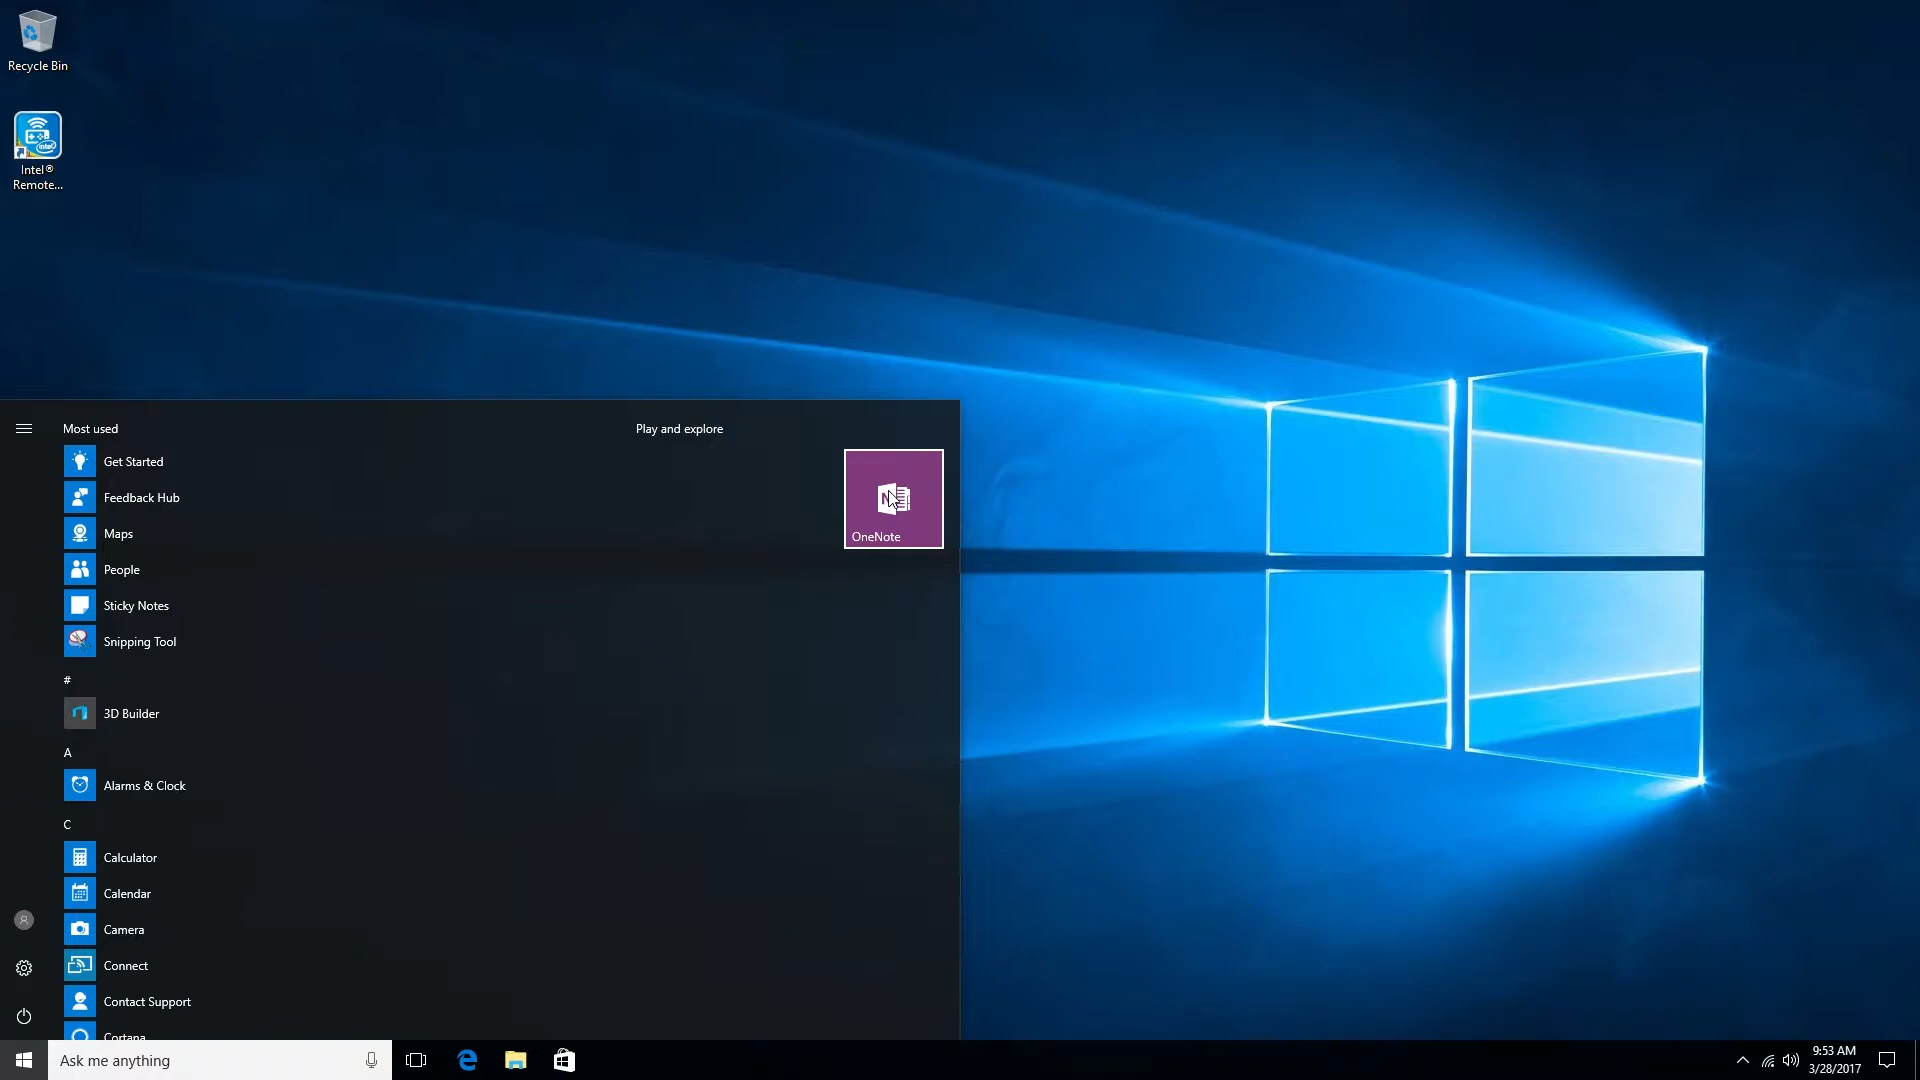 Recycle Bin
intel
Intel®
Remote...
Most used
Get Started
Feedback Hub
Maps
People
Sticky Notes
Snipping Tool
#
3D Builder
A
Alarms & Clock
C
Calculator
Calendar
Camera
Connect
Contact Support
Cortana
Play and explore
N
OneNote
Ask me anything
9:53 AM
3/28/2017